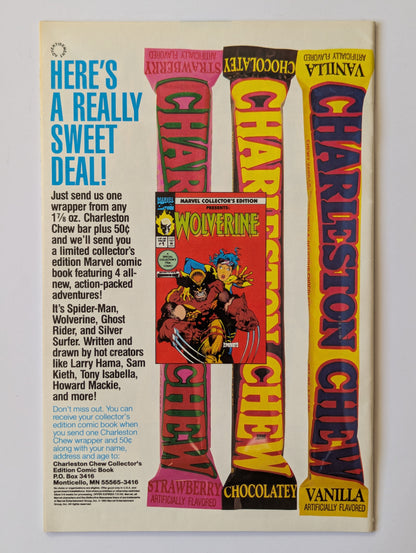 ADVERTISEMENT
HERE'S
A REALLY
SWEET
DEAL!
Just send us one
wrapper from any
1⅞ oz. Charleston
Chew bar plus 50¢
and we'll send you
a limited collector's
edition Marvel comic
book featuring 4 all-
new, action-packed
adventures!
It's Spider-Man,
Wolverine, Ghost
Rider, and Silver
Surfer. Written and
drawn by hot creators
like Larry Hama, Sam
Kieth, Tony Isabella,
Howard Mackie,
and more!
Don't miss out. You can
receive your collector's
edition comic book when
you send one Charleston
Chew wrapper and 50¢
along with your name,
address and age to:
Charleston Chew Collector's
Edition Comic Book
P.O. Box 3416
Monticello, MN 55565-3416
STRAWBERRY
ARTIFICIALLY FLAVORED
CHARLESTON CHEW
STRAWBERRY
ARTIFICIALLY FLAVORED
CHOCOLATEY
CHARLESTON CHEW
CHOCOLATEY
VANILLA
ARTIFICIALLY FLAVORED
CHARLESTON CHEW
VANILLA
ARTIFICIALLY FLAVORED
MARVEL COLLECTOR'S EDITION
PRESENTS:
WOLVERINE
#1